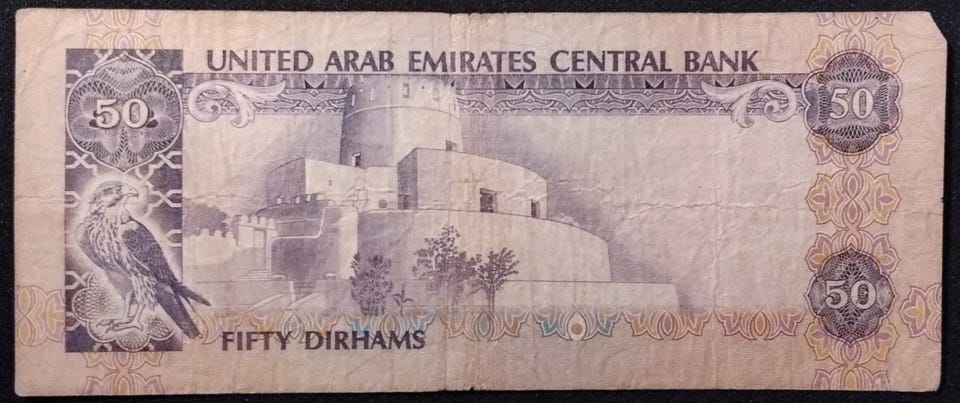 UNITED ARAB EMIRATES CENTRAL BANK
50
50
50
FIFTY DIRHAMS